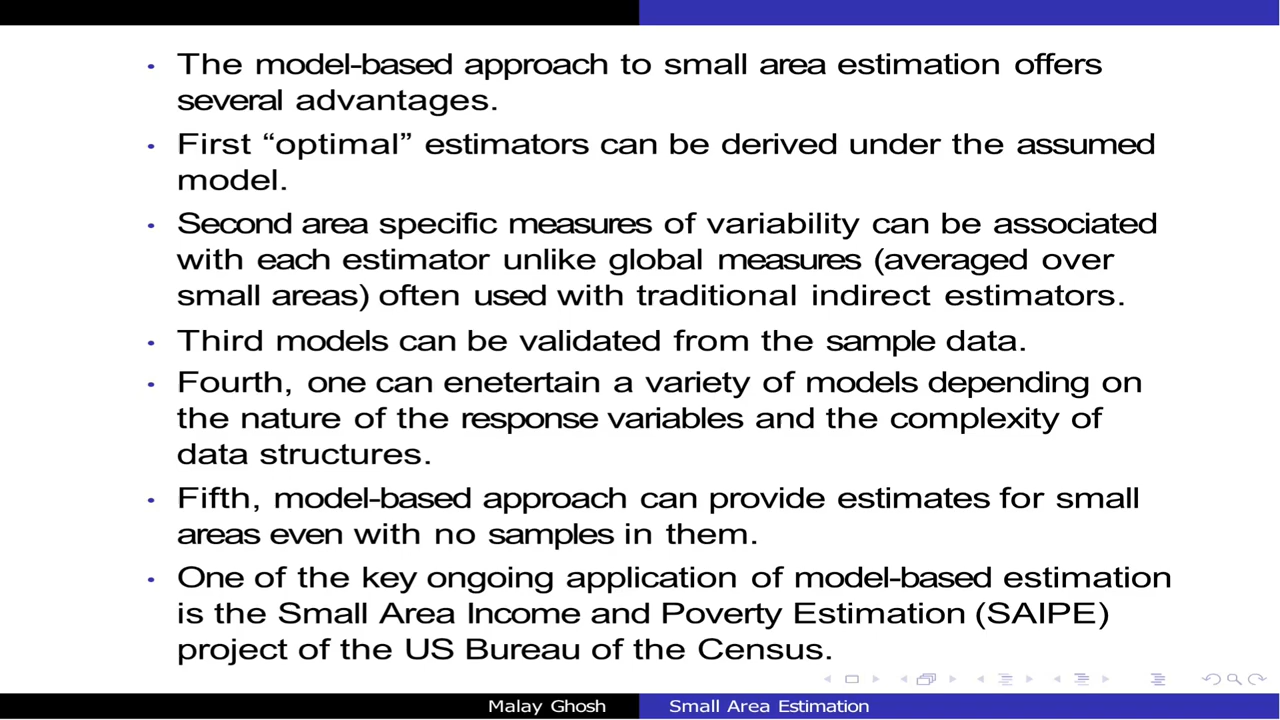 • The model-based approach to small area estimation offers
several advantages.
• First “optimal” estimators can be derived under the assumed
model.
• Second area specific measures of variability can be associated
with each estimator unlike global measures (averaged over
small areas) often used with traditional indirect estimators.
• Third models can be validated from the sample data.
• Fourth, one can enetertain a variety of models depending on
the nature of the response variables and the complexity of
data structures.
• Fifth, model-based approach can provide estimates for small
areas even with no samples in them.
• One of the key ongoing application of model-based estimation
is the Small Area Income and Poverty Estimation (SAIPE)
project of the US Bureau of the Census.
Malay Ghosh
Small Area Estimation